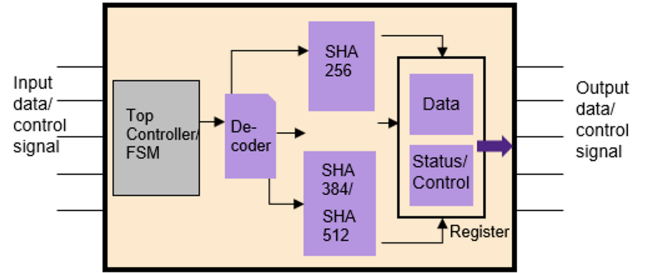 Input
data/
control
signal
Top
Controller/
FSM
De-
coder
SHA
256
SHA
384/
SHA
512
Data
Status/
Control
Register
Output
data/
control
signal